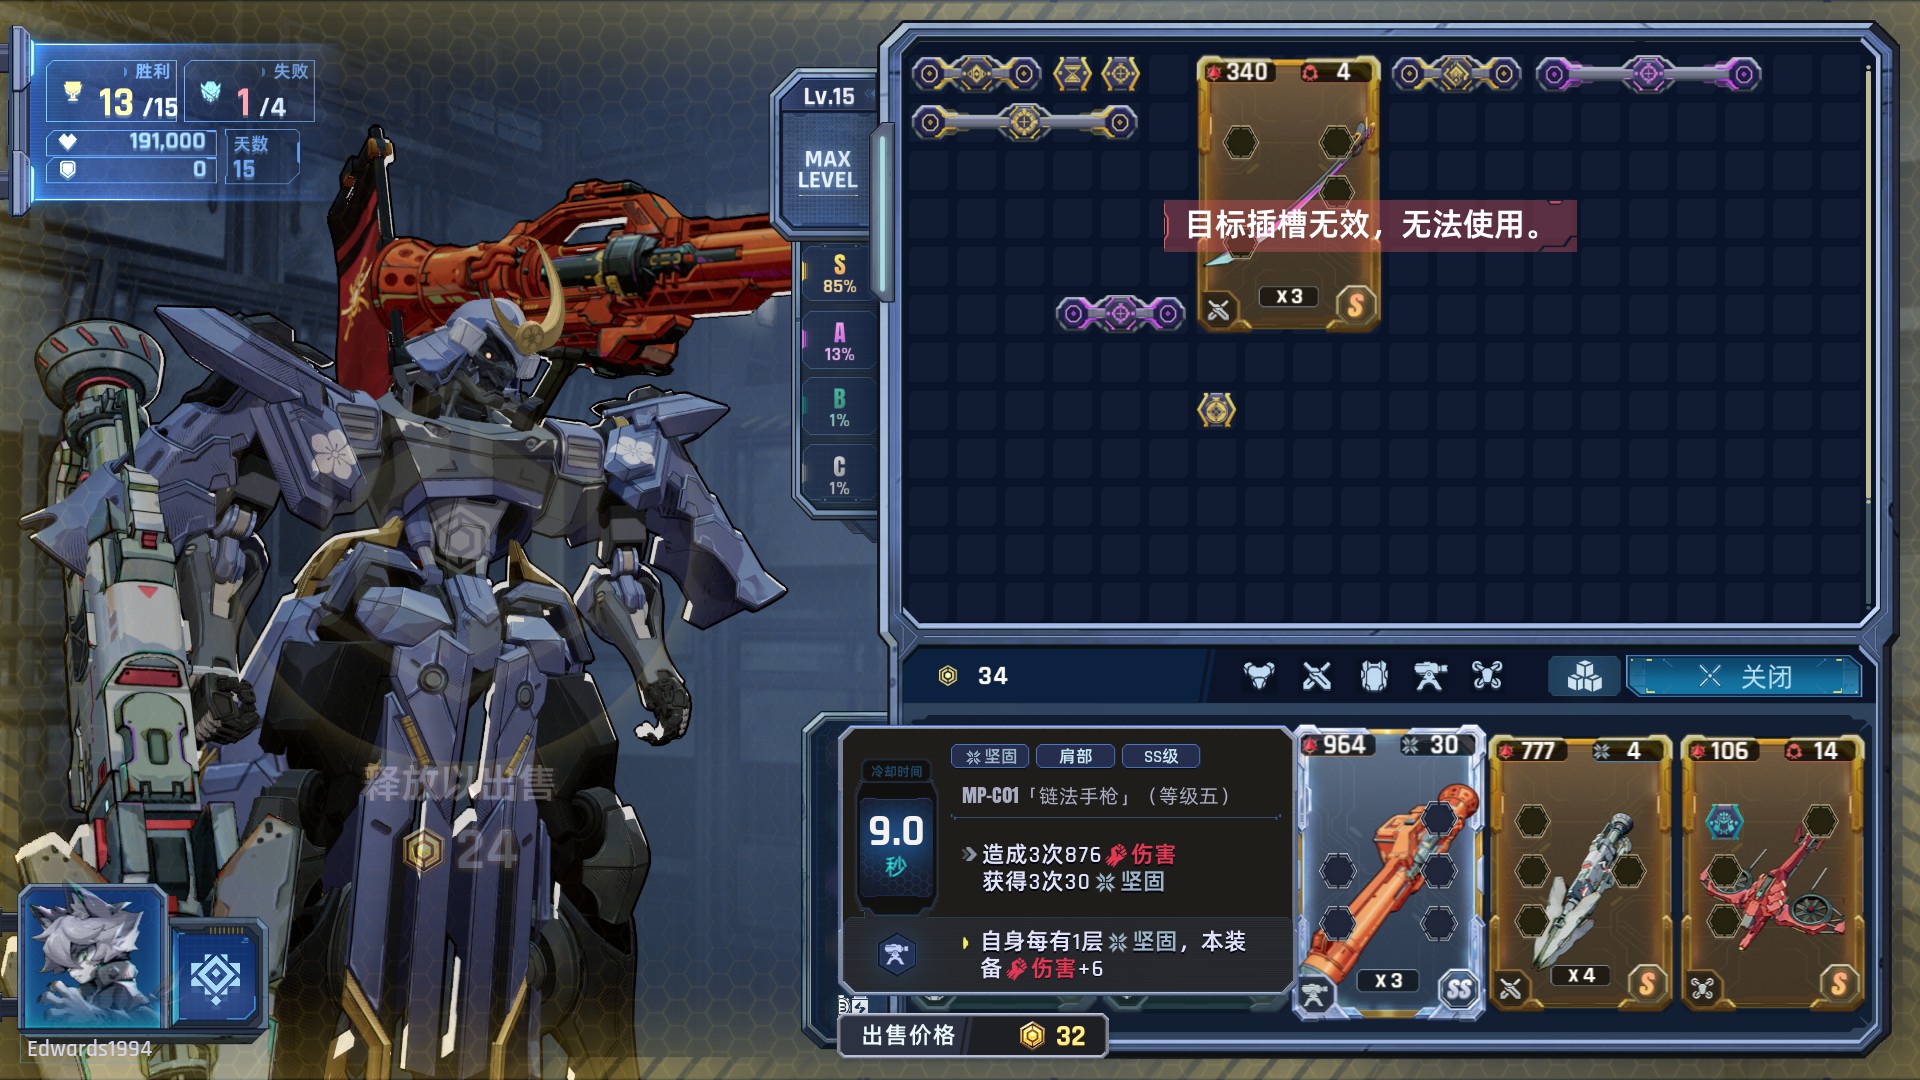 胜利
13 /15
失败
1 /4
191,000
0
天数
15
Lv.15
MAX
LEVEL
S
85%
A
13%
B
1%
C
1%
340
4
x3
S
目标插槽无效，无法使用。
释放以出售
24
34
关闭
冷却时间
9.0
秒
坚固
肩部
SS级
MP-C01「链法手枪」（等级五）
造成3次876伤害
获得3次30坚固
自身每有1层坚固，本装
备伤害+6
出售价格
32
964
30
x3
SS
777
4
x4
S
106
14
S
Edwards1994